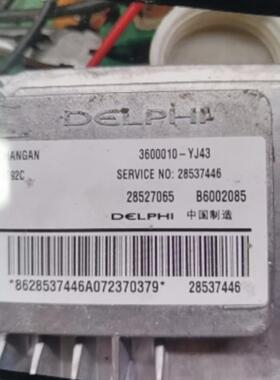 DELPHI
ANGAN 3600010-YJ43
92C SERVICE NO: 28537446
28527065 B6002085
DELPHI 中国制造
*8628537446A072370379* 28537446